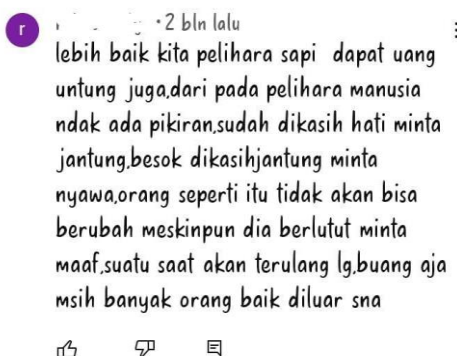 r
• 2 bln lalu
lebih baik kita pelihara sapi dapat uang
untung juga,dari pada pelihara manusia
ndak ada pikiran,sudah dikasih hati minta
jantung,besok dikasihjantung minta
nyawa,orang seperti itu tidak akan bisa
berubah meskinpun dia berlutut minta
maaf,suatu saat akan terulang lg,buang aja
msih banyak orang baik diluar sna